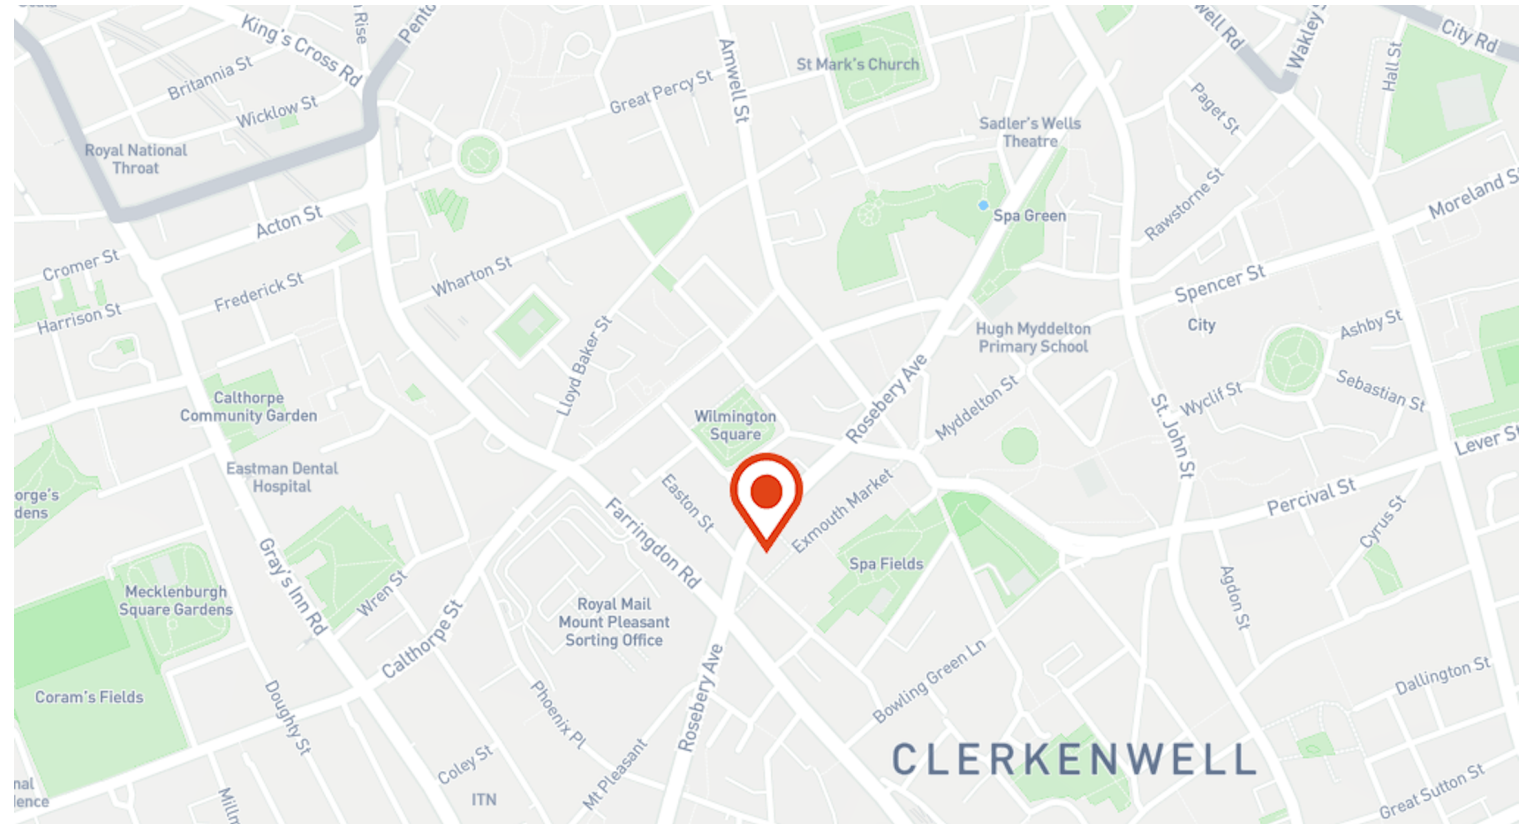 King's Cross Rd
Rise
Amwell St
Wakley
City Rd
Britannia St
Wicklow St
Great Percy St
St Mark's Church
Hall St
Paget St
Royal National
Throat
Sadler's Wells
Theatre
Acton St
Spa Green
Rawstorne St
Moreland
Cromer St
Frederick St
Harrison St
Wharton St
Spencer St
Lloyd Baker St
Hugh Myddelton
Primary School
City
Ashby St
Calthorpe
Community Garden
Wilmington
Square
Rosebery Ave
Myddelton St
Wyclif St
Sebastian St
St. John St
Lever St
Eastman Dental
Hospital
Easton St
Farringdon Rd
Exmouth Market
Percival St
Cyrus St
Gray's Inn Rd
Wren St
Spa Fields
Mecklenburgh
Square Gardens
Calthorpe St
Royal Mail
Mount Pleasant
Sorting Office
Agdon St
Coram's Fields
Doughty St
Phoenix Pl
Rosebery Ave
Bowling Green Ln
Dallington St
Coley St
Mt Pleasant
CLERKENWELL
ITN
Great Sutton St